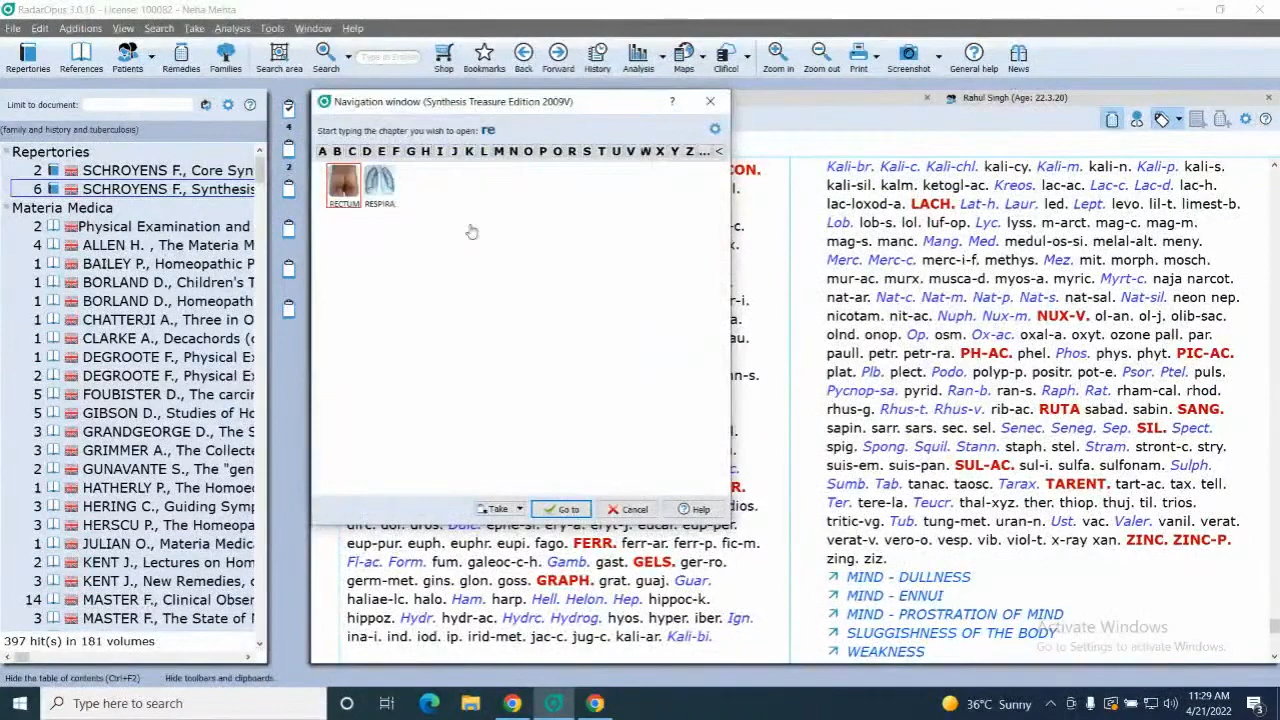 RadarOpus 3.0.16 - License: 100082 - Neha Mehta
File Edit Additions View Search Take Analysis Tools Window Help
Repertories References Patients Remedies Families Search area Search Type in English Shop Bookmarks Back Forward History Analysis Maps Clificol Zoom in Zoom out Print Screenshot General help News
Limit to document:
(family and history and tuberculosis)
Repertories
2 SCHROYENS F., Core Syn
6 SCHROYENS F., Synthesis
Materia Medica
2 Physical Examination and
4 ALLEN H. , The Materia M
1 BAILEY P., Homeopathic P
1 BORLAND D., Children's T
1 BORLAND D., Homeopath
1 CHATTERJI A., Three in O
1 CLARKE A., Decachords (c
1 DEGROOTE F., Physical Ex
2 DEGROOTE F., Physical Ex
5 FOUBISTER D., The carcin
5 GIBSON D., Studies of Ho
3 GRANDGEORGE D., The S
3 GRIMMER A., The Collecte
2 GUNAVANTE S., The "gen
1 HATHERLY P., The Homoeo
3 HERING C., Guiding Symp
3 HERSCU P., The Homeopa
1 JULIAN O., Materia Medic
2 KENT J., Lectures on Hom
3 KENT J., New Remedies, c
14 MASTER F., Clinical Obser
3 MASTER F., The State of N
397 hit(s) in 181 volumes
4
2
Navigation window (Synthesis Treasure Edition 2009V)
Start typing the chapter you wish to open: re
A B C D E F G H I J K L M N O P Q R S T U V W X Y Z ... <
RECTUM RESPIRA.
Take Go to Cancel Help
eup-pur. euph. euphr. eupi. fago. FERR. ferr-ar. ferr-p. fic-m.
Fl-ac. Form. fum. galeoc-c-h. Gamb. gast. GELS. ger-ro.
germ-met. gins. glon. goss. GRAPH. grat. guaj. Guar.
haliae-lc. halo. Ham. harp. Hell. Helon. Hep. hippoc-k.
hippoz. Hydr. hydr-ac. Hydrc. Hydrog. hyos. hyper. iber. Ign.
ina-i. ind. iod. ip. irid-met. jac-c. jug-c. kali-ar. Kali-bi.
Rahul Singh (Age: 22.3.20)
Kali-br. Kali-c. Kali-chl. kali-cy. Kali-m. kali-n. Kali-p. kali-s.
kali-sil. kalm. ketogl-ac. Kreos. lac-ac. Lac-c. Lac-d. lac-h.
lac-loxod-a. LACH. Lat-h. Laur. led. Lept. levo. lil-t. limest-b.
Lob. lob-s. lol. luf-op. Lyc. lyss. m-arct. mag-c. mag-m.
mag-s. manc. Mang. Med. medul-os-si. melal-alt. meny.
Merc. Merc-c. merc-i-f. methys. Mez. mit. morph. mosch.
mur-ac. murx. musca-d. myos-a. myric. Myrt-c. naja narcot.
nat-ar. Nat-c. Nat-m. Nat-p. Nat-s. nat-sal. Nat-sil. neon nep.
nicotam. nit-ac. Nuph. Nux-m. NUX-V. ol-an. ol-j. olib-sac.
olnd. onop. Op. osm. Ox-ac. oxal-a. oxyt. ozone pall. par.
paull. petr. petr-ra. PH-AC. phel. Phos. phys. phyt. PIC-AC.
plat. Plb. plect. Podo. polyp-p. positr. pot-e. Psor. Ptel. puls.
Pycnop-sa. pyrid. Ran-b. ran-s. Raph. Rat. rham-cal. rhod.
rhus-g. Rhus-t. Rhus-v. rib-ac. RUTA sabad. sabin. SANG.
sapin. sarr. sars. sec. sel. Senec. Seneg. Sep. SIL. Spect.
spig. Spong. Squil. Stann. staph. stel. Stram. stront-c. stry.
suis-em. suis-pan. SUL-AC. sul-i. sulfa. sulfonam. Sulph.
Sumb. Tab. tanac. taosc. Tarax. TARENT. tart-ac. tax. tell.
Ter. tere-la. Teucr. thal-xyz. ther. thiop. thuj. til. trios.
tritic-vg. Tub. tung-met. uran-n. Ust. vac. Valer. vanil. verat.
verat-v. vero-o. vesp. vib. viol-t. x-ray xan. ZINC. ZINC-P.
zing. ziz.
MIND - DULLNESS
MIND - ENNUI
MIND - PROSTRATION OF MIND
SLUGGISHNESS OF THE BODY
WEAKNESS
Activate Windows
Go to Settings to activate Windows.
Hide the table of contents (Ctrl+F2) Hide toolbars and clipboards.
Type here to search
36°C Sunny
11:29 AM
4/21/2022
3